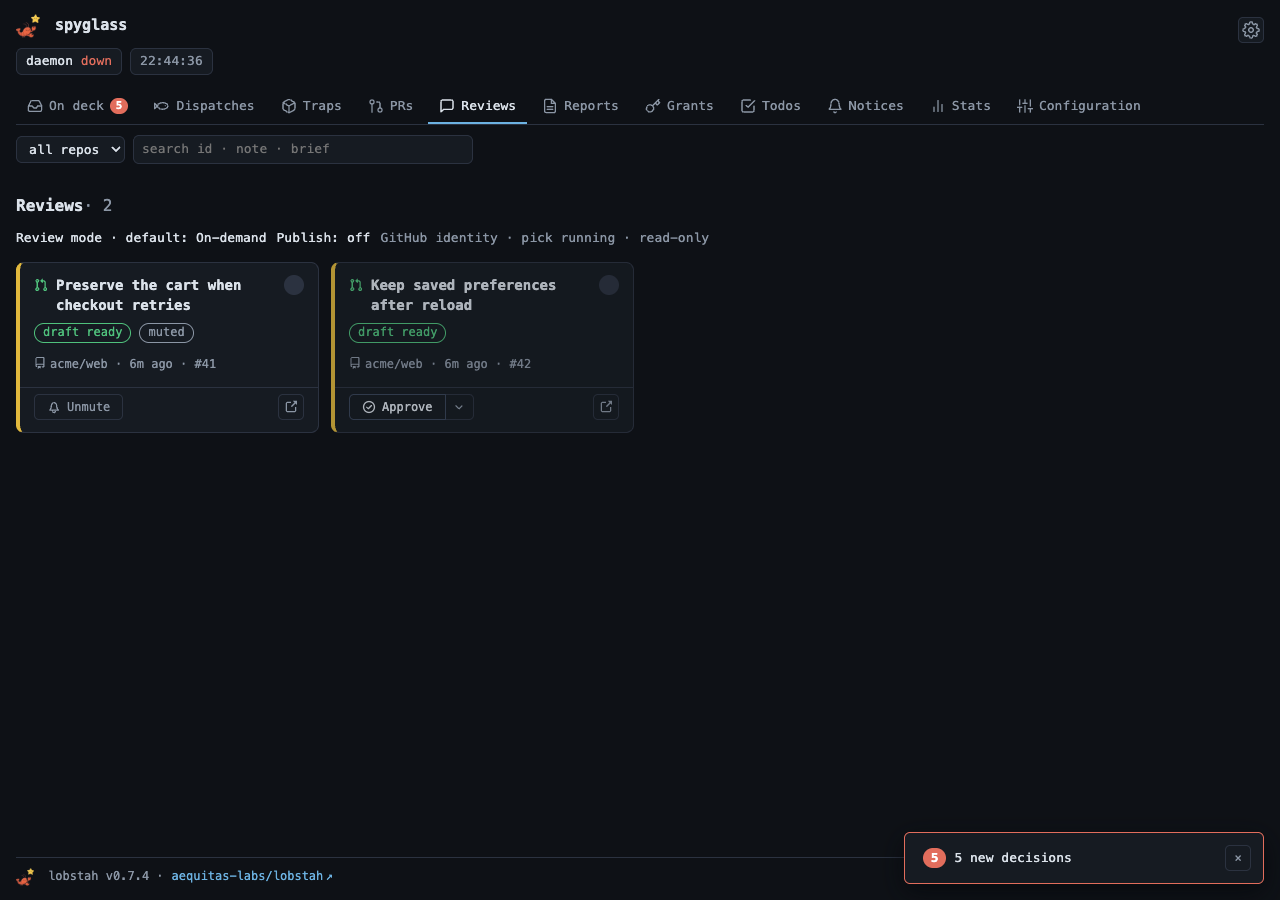 spyglass
daemon down 22:44:36
On deck 5 Dispatches Traps PRs Reviews Reports Grants Todos Notices Stats Configuration
all repos search id · note · brief
Reviews · 2
Review mode · default: On-demand Publish: off GitHub identity · pick running · read-only
Preserve the cart when
checkout retries
draft ready muted
acme/web · 6m ago · #41
Unmute
Keep saved preferences
after reload
draft ready
acme/web · 6m ago · #42
Approve
5 5 new decisions ×
lobstah v0.7.4 · aequitas-labs/lobstah↗